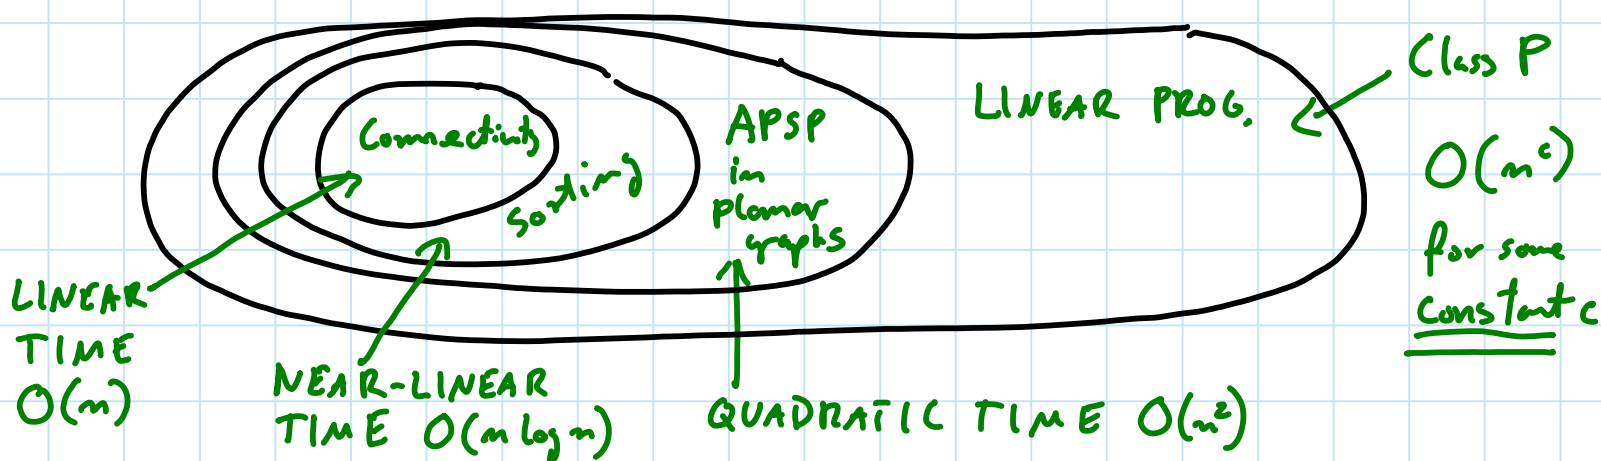 Class P
LINEAR PROG.
APSP
in
planar
graphs
Connectivity
Sorting
O(n^c)
for some
constant c
LINEAR
TIME
O(n)
NEAR-LINEAR
TIME O(n log n)
QUADRATIC TIME O(n²)